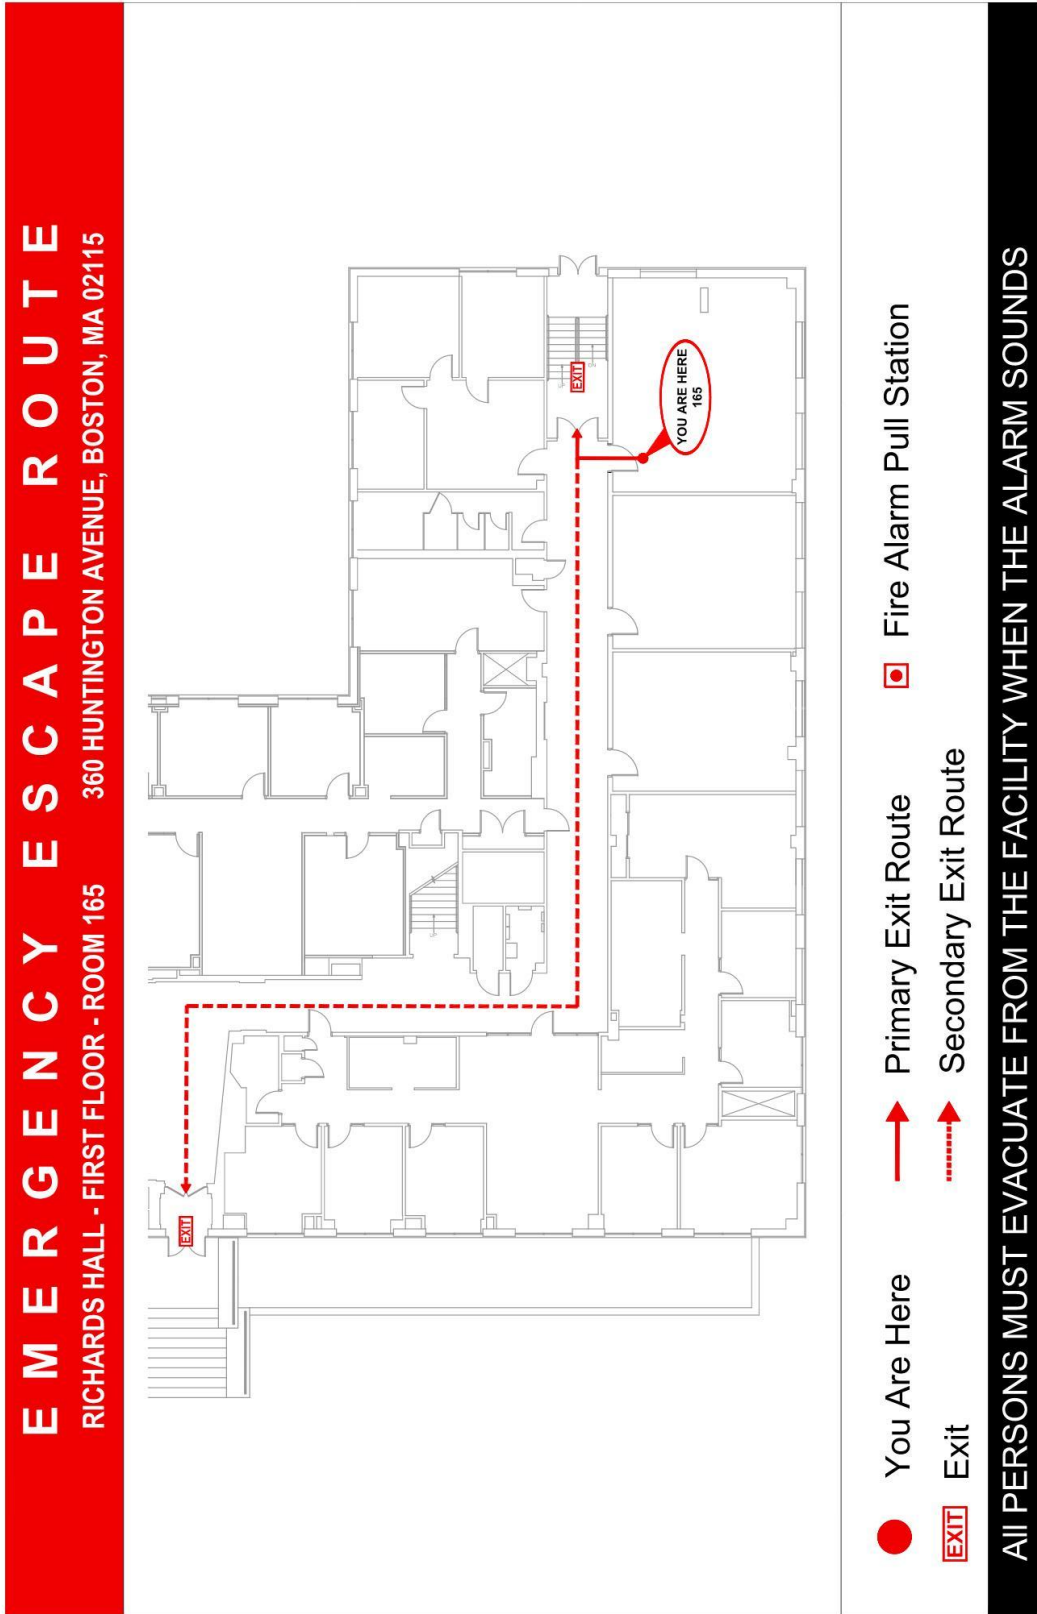 EMERGENCY ESCAPE ROUTE
RICHARDS HALL - FIRST FLOOR - ROOM 165 360 HUNTINGTON AVENUE, BOSTON, MA 02115
EXIT
EXIT
YOU ARE HERE
165
You Are Here Primary Exit Route Fire Alarm Pull Station
EXIT Exit Secondary Exit Route
All PERSONS MUST EVACUATE FROM THE FACILITY WHEN THE ALARM SOUNDS